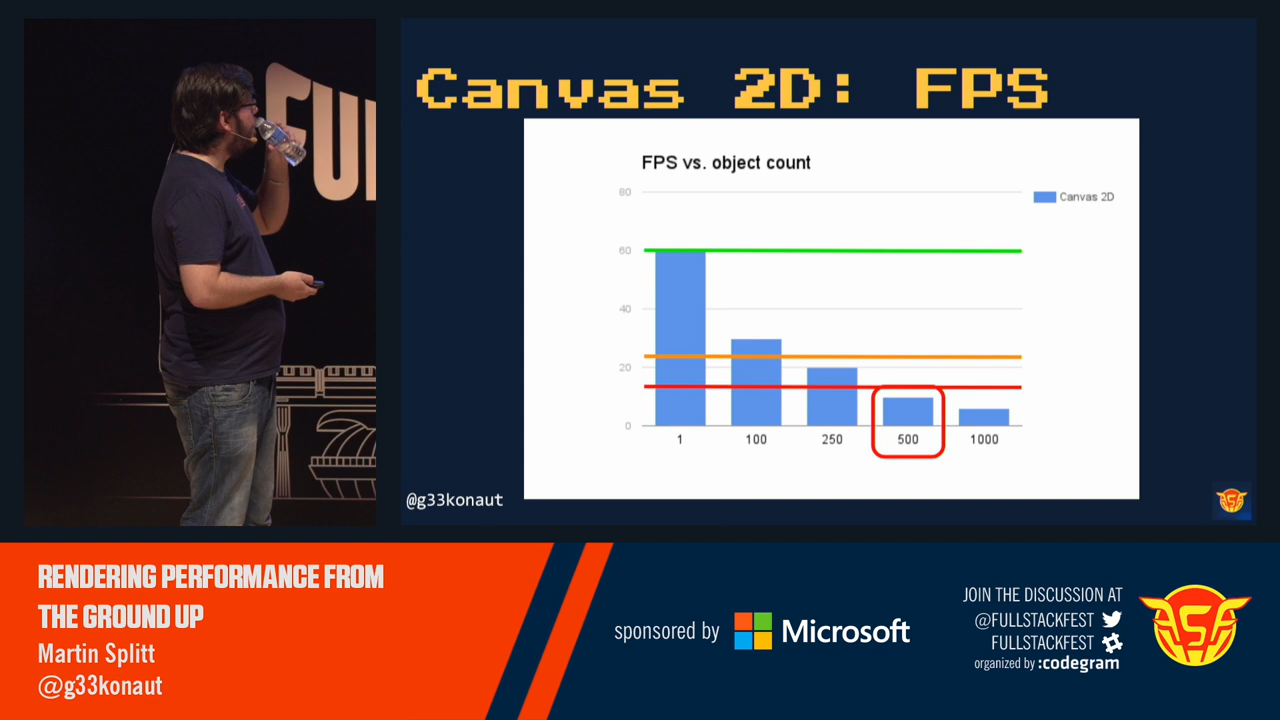 FUL
Canvas 2D: FPS
FPS vs. object count
80
60
40
20
0
Canvas 2D
1 100 250 500 1000
@g33konaut
RENDERING PERFORMANCE FROM
THE GROUND UP
Martin Splitt
@g33konaut
sponsored by Microsoft
JOIN THE DISCUSSION AT
@FULLSTACKFEST
FULLSTACKFEST
organized by :codegram